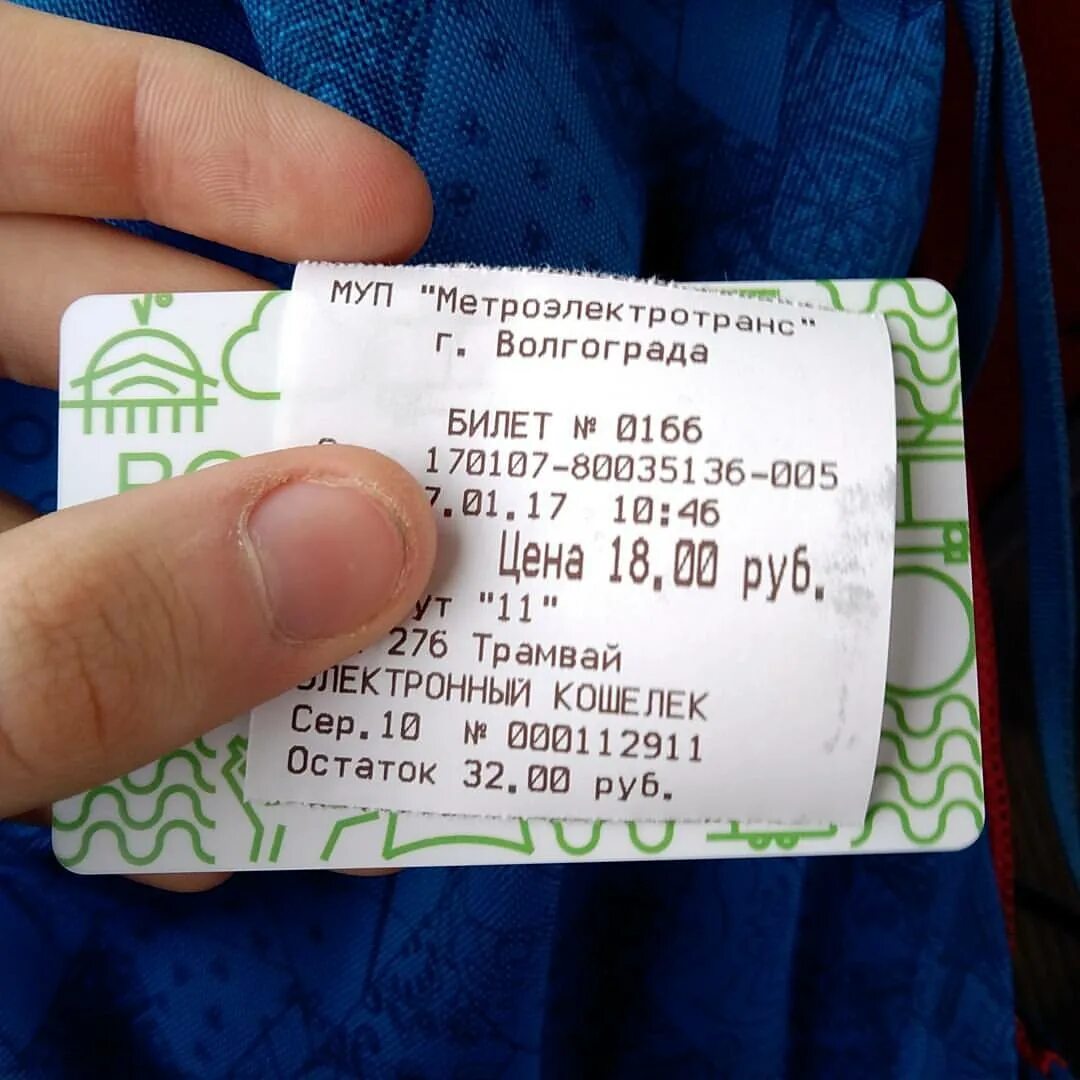 МУП "Метроэлектротранс"
г. Волгограда
БИЛЕТ № 0166
170107-80035136-005
7.01.17 10:46
Цена 18.00 руб.
"11"
276 Трамвай
ЭЛЕКТРОННЫЙ КОШЕЛЕК
Сер.10 № 000112911
Остаток 32.00 руб.